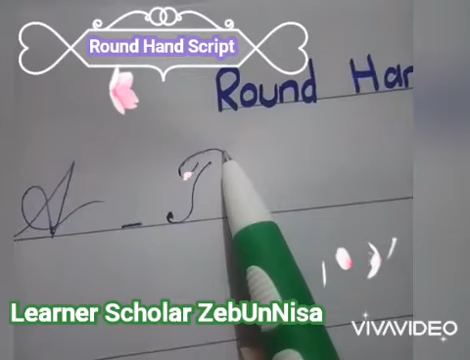 Round Hand Script
Round Har
A -
Learner Scholar ZebUnNisa
VIVAVIDEO